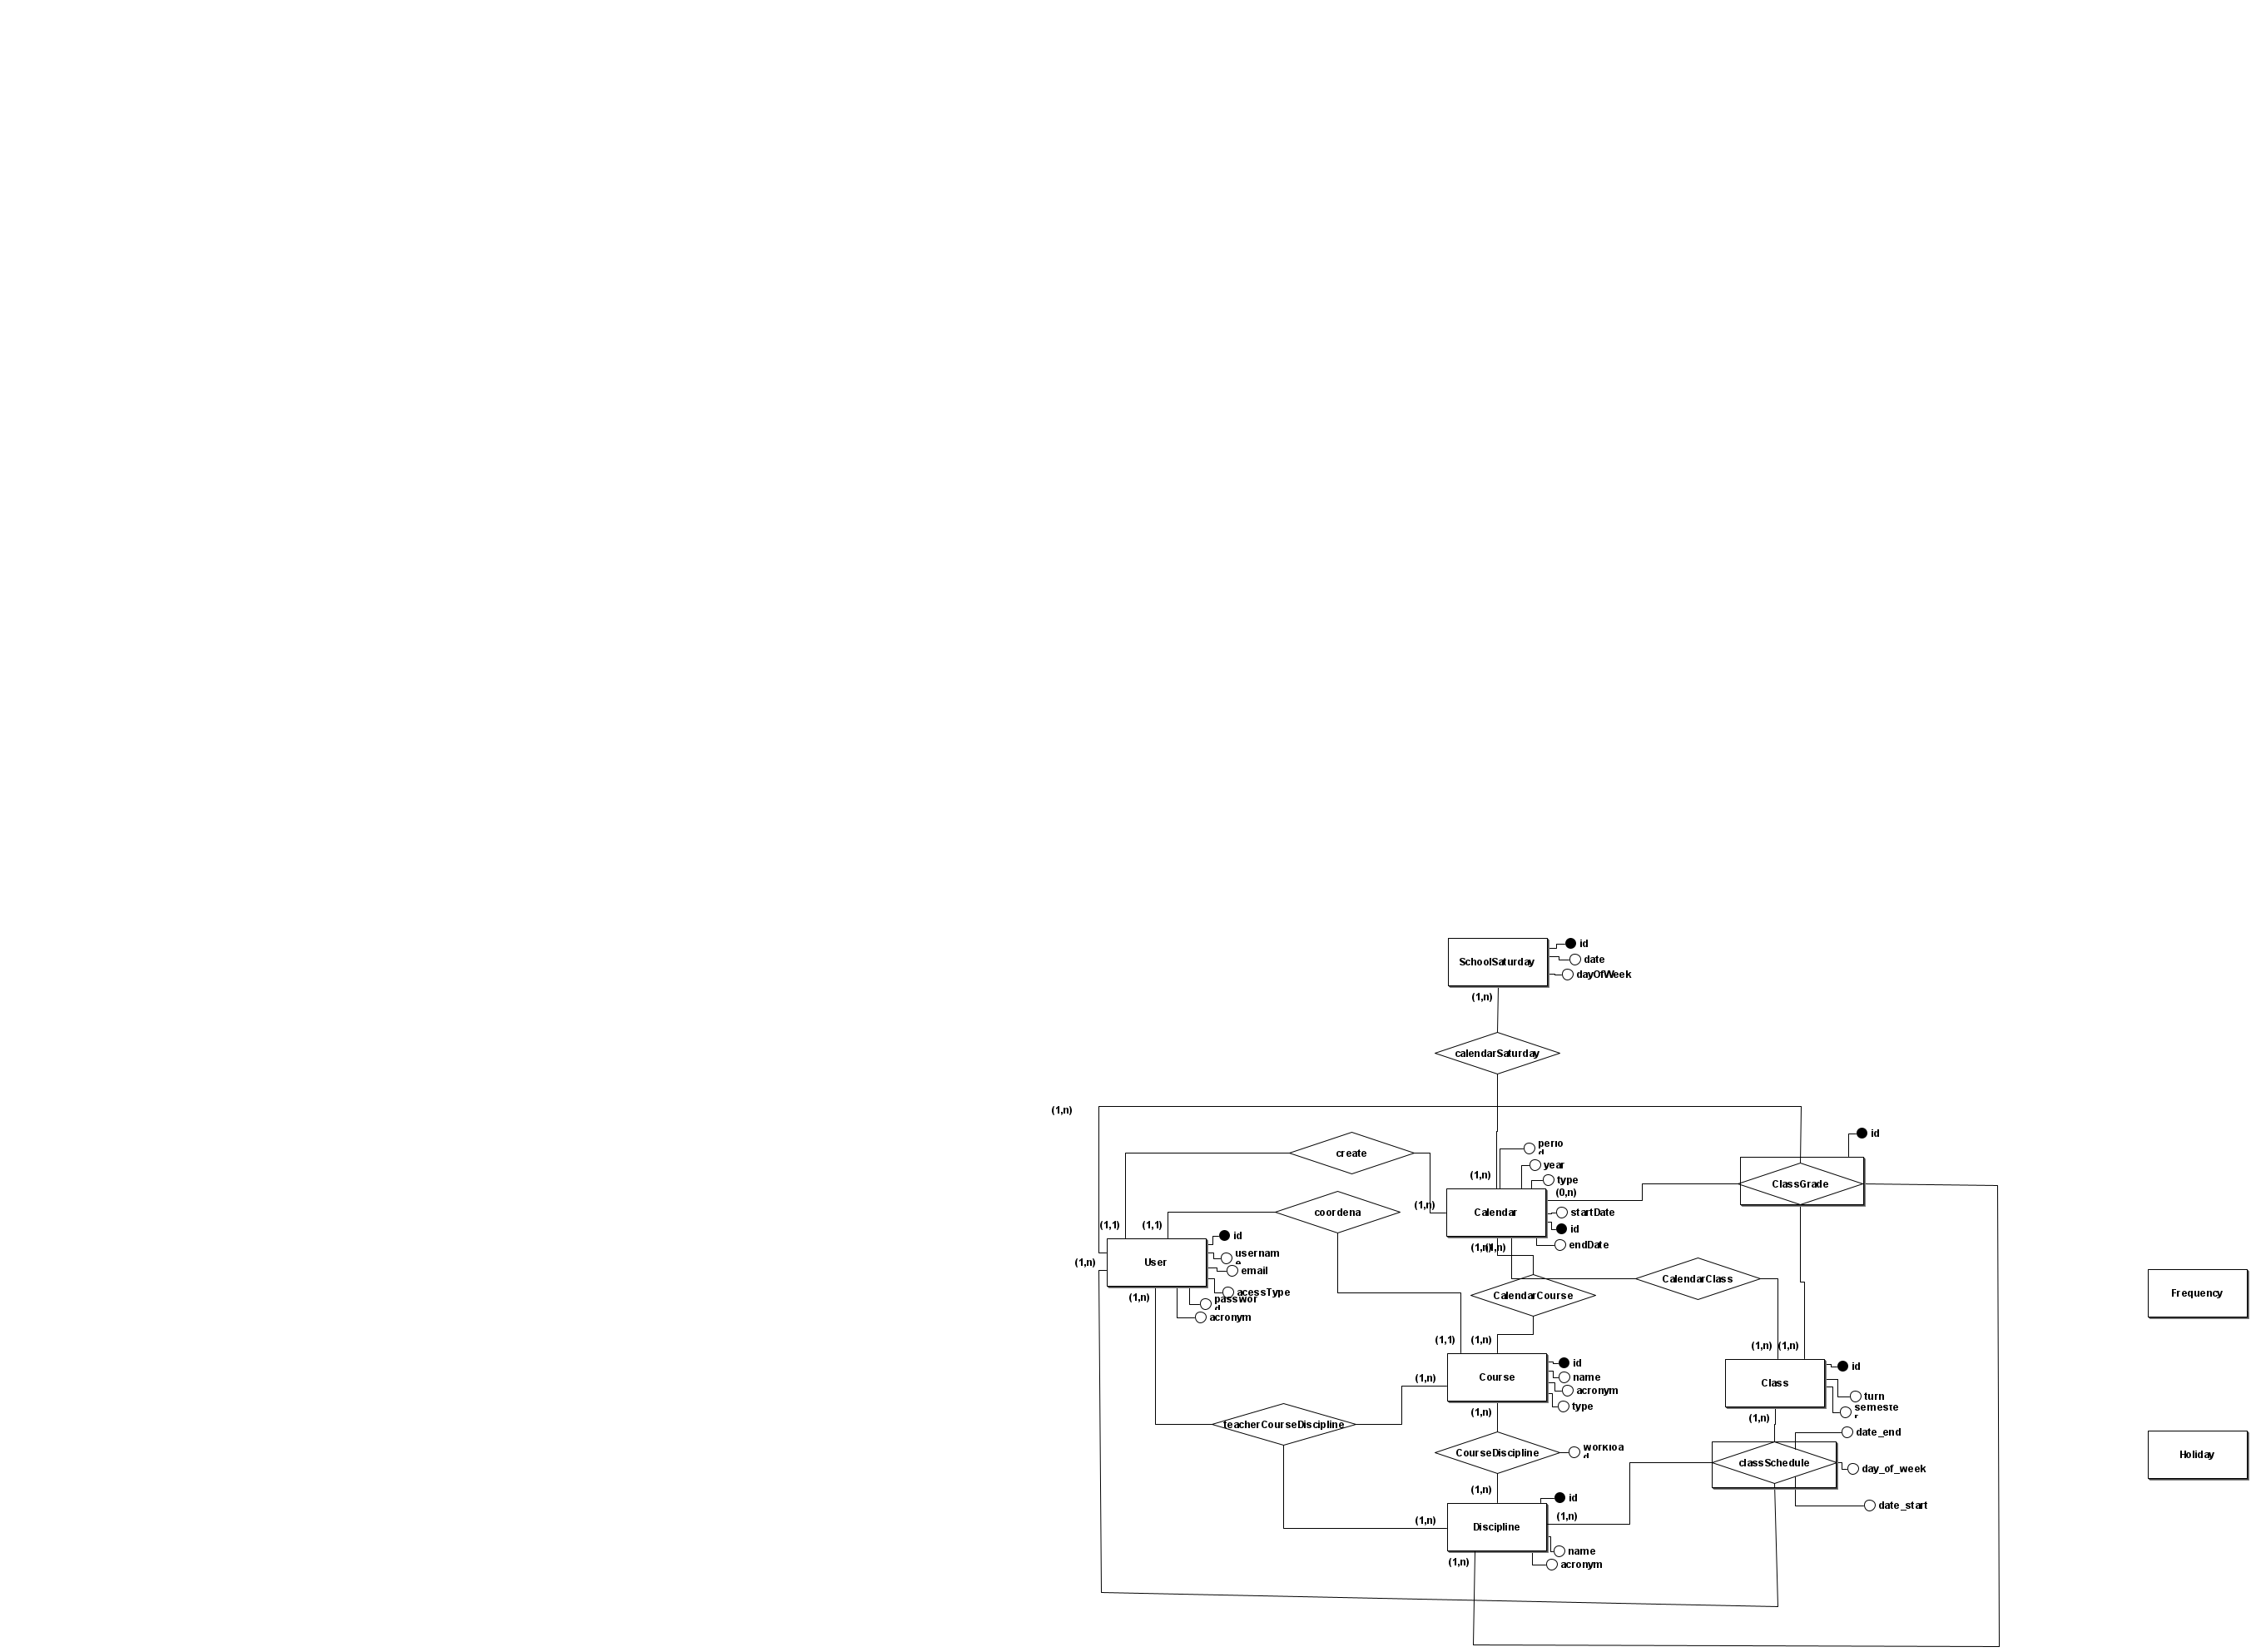 id
SchoolSaturday
date
dayOfWeek
(1,n)
calendarSaturday
(1,n)
id
perio
d
create
year
(1,n)
type
ClassGrade
(0,n)
(1,n)
coordena
Calendar
startDate
(1,1)
(1,1)
id
id
endDate
(1,n)
(1,n)
usernam
e
(1,n)
User
email
CalendarClass
acessType
CalendarCourse
Frequency
(1,n)
passwor
d
acronym
(1,1)
(1,n)
(1,n)
(1,n)
id
id
(1,n)
Course
name
Class
acronym
turn
type
semeste
r
(1,n)
(1,n)
teacherCourseDiscipline
date_end
CourseDiscipline
workloa
d
Holiday
classSchedule
day_of_week
(1,n)
id
date_start
(1,n)
(1,n)
Discipline
name
(1,n)
acronym